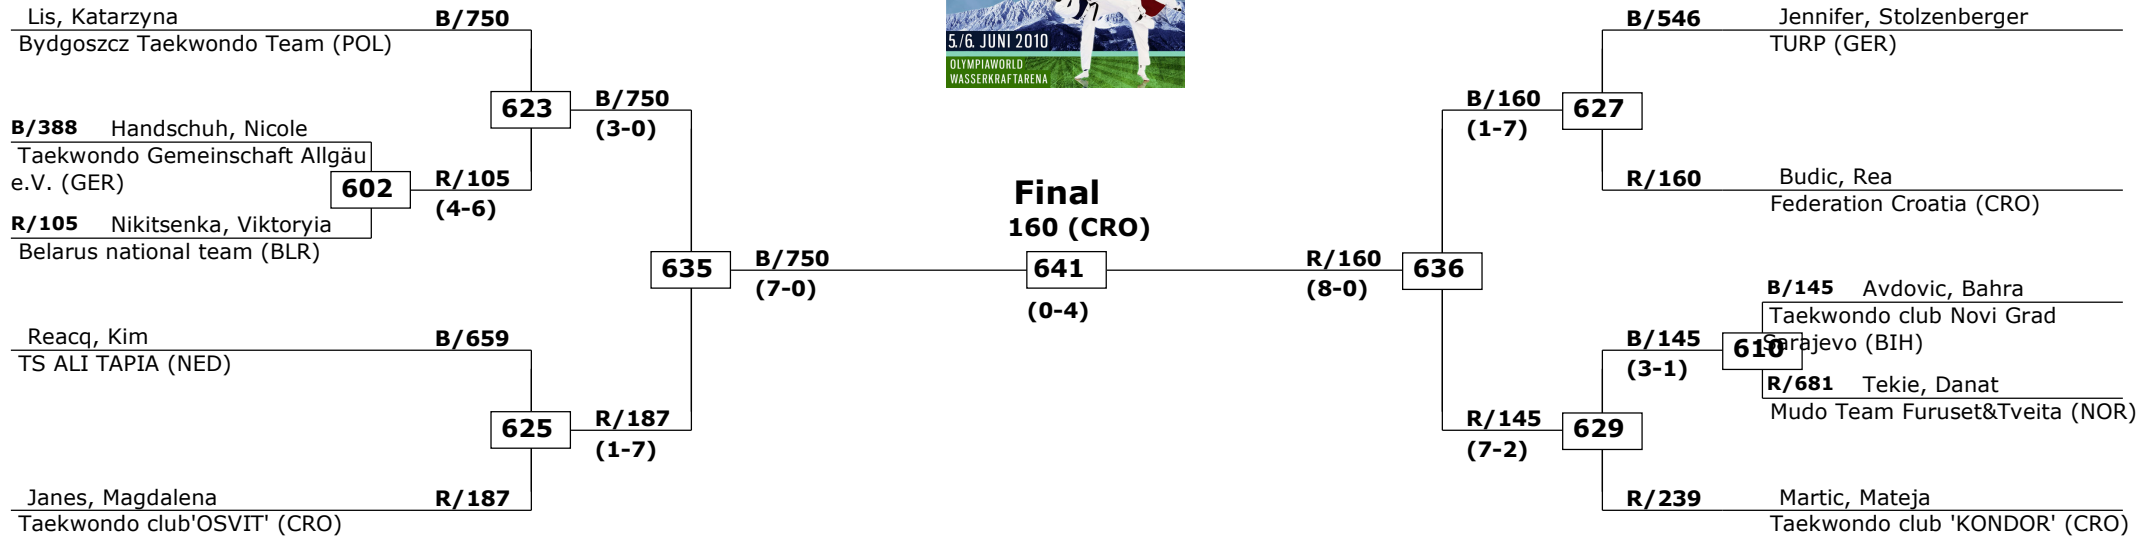 Lis, Katarzyna
B/750
Bydgoszcz Taekwondo Team (POL)
623
B/750
(3-0)
B/388 Handschuh, Nicole
Taekwondo Gemeinschaft Allgäu
e.V. (GER)
602
R/105
(4-6)
R/105 Nikitsenka, Viktoryia
Belarus national team (BLR)
635
B/750
(7-0)
Reacq, Kim
B/659
TS ALI TAPIA (NED)
625
R/187
(1-7)
Janes, Magdalena
R/187
Taekwondo club'OSVIT' (CRO)
5./6. JUNI 2010
OLYMPIAWORLD
WASSERKRAFTARENA
Final
160 (CRO)
641
(0-4)
B/546 Jennifer, Stolzenberger
TURP (GER)
B/160
(1-7)
627
R/160 Budic, Rea
Federation Croatia (CRO)
R/160
(8-0)
636
B/145 Avdovic, Bahra
Taekwondo club Novi Grad
Sarajevo (BIH)
B/145
(3-1)
610
R/681 Tekie, Danat
Mudo Team Furuset&Tveita (NOR)
R/145
(7-2)
629
R/239 Martic, Mateja
Taekwondo club 'KONDOR' (CRO)